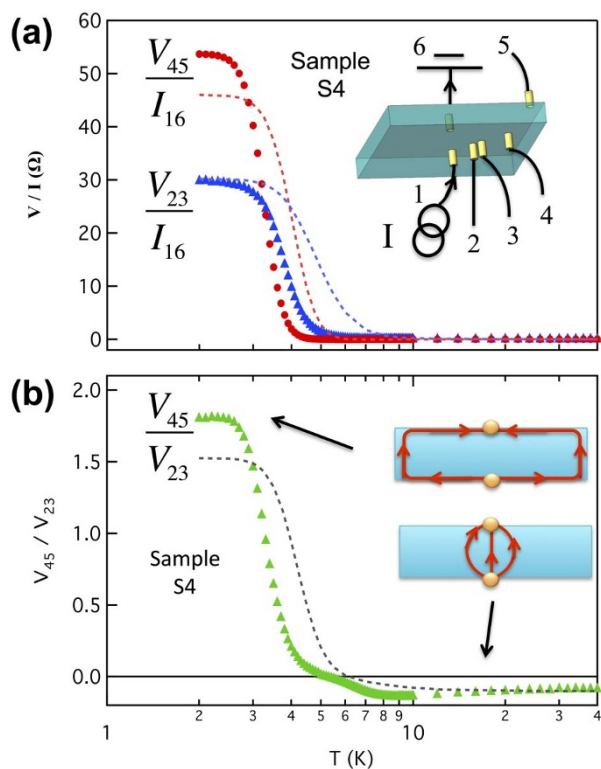 (a)
60
50
40
30
20
10
0
V / I (Ω)
V₄₅
I₁₆
V₂₃
I₁₆
Sample
S4
6
5
1
I
2
3
4
(b)
2.0
1.5
1.0
0.5
0.0
V₄₅ / V₂₃
V₄₅
V₂₃
Sample
S4
1
2
3
4
5
6
7
8
9
10
2
3
4
T (K)